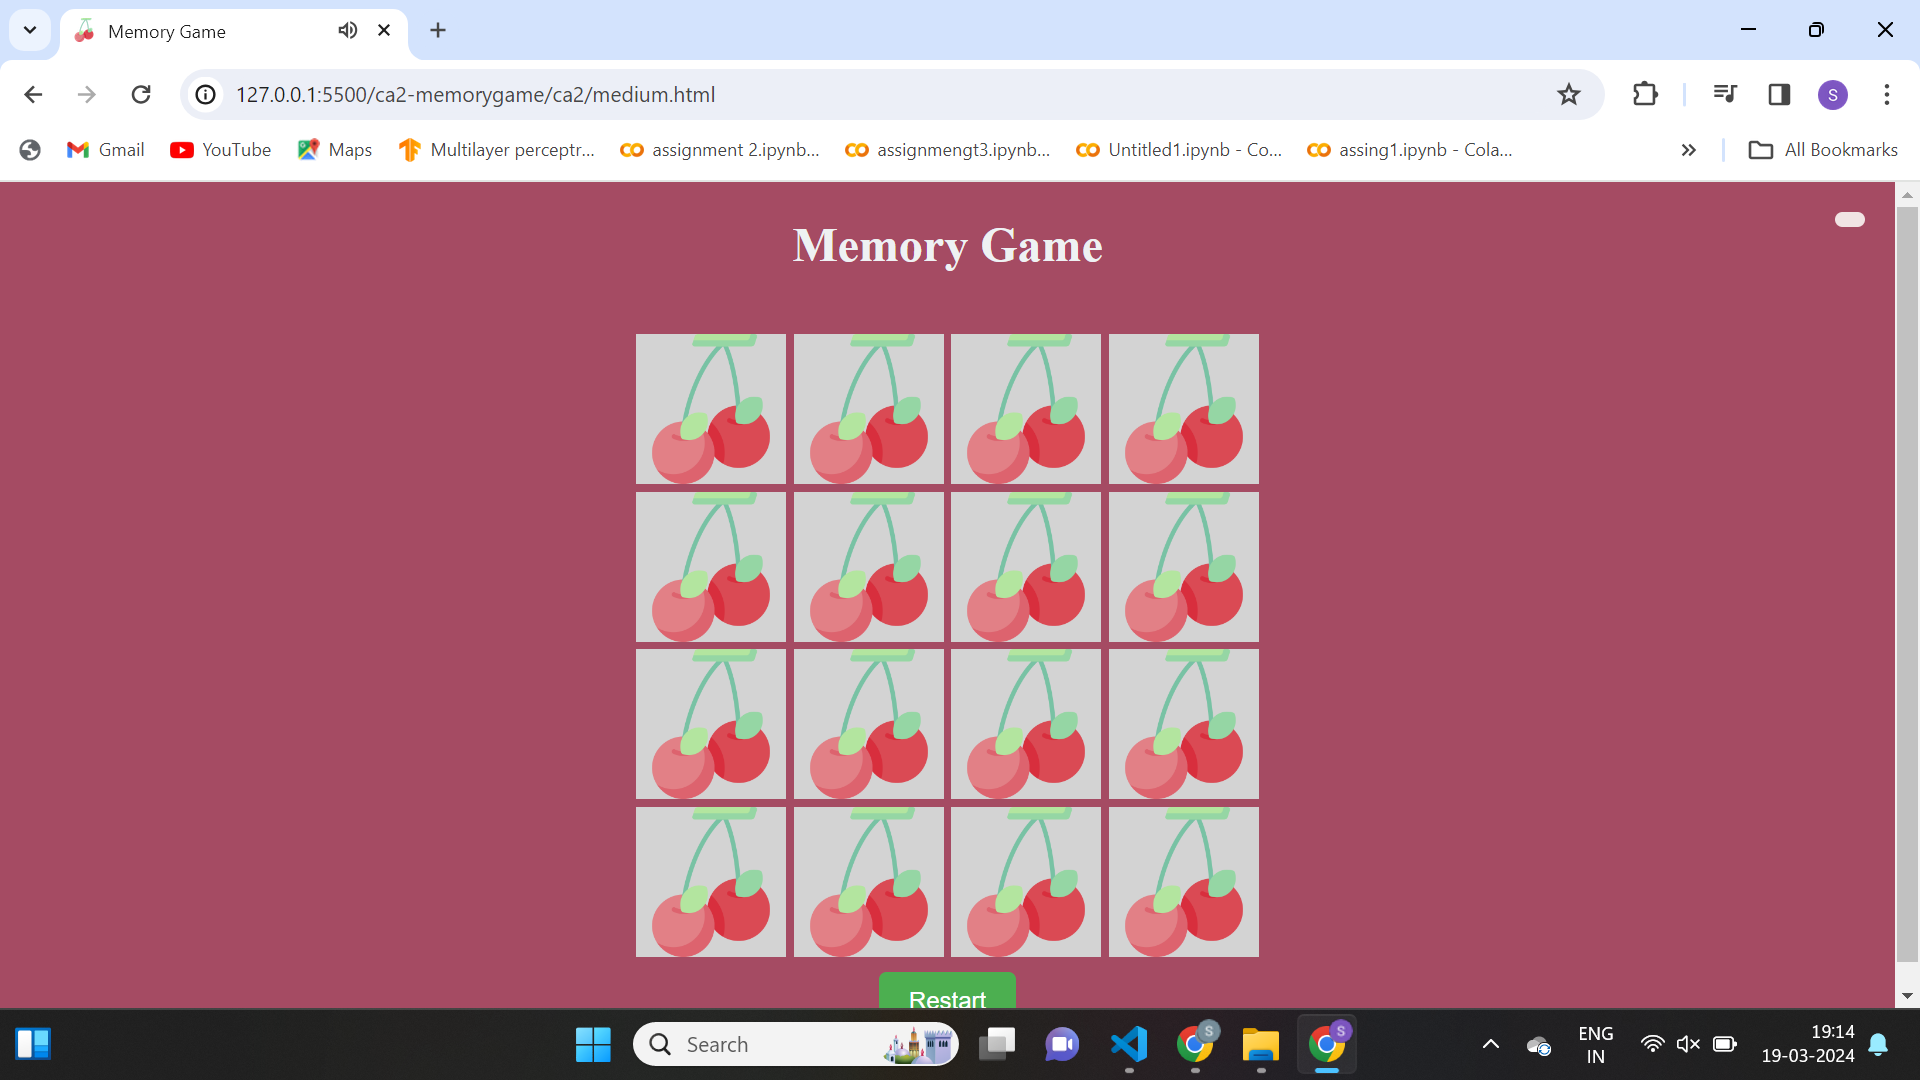 Memory Game
127.0.0.1:5500/ca2-memorygame/ca2/medium.html
S
Gmail
YouTube
Maps
Multilayer perceptr...
assignment 2.ipynb...
assignmengt3.ipynb...
Untitled1.ipynb - Co...
assing1.ipynb - Cola...
All Bookmarks
Memory Game
Restart
Search
S
S
ENG
IN
19:14
19-03-2024